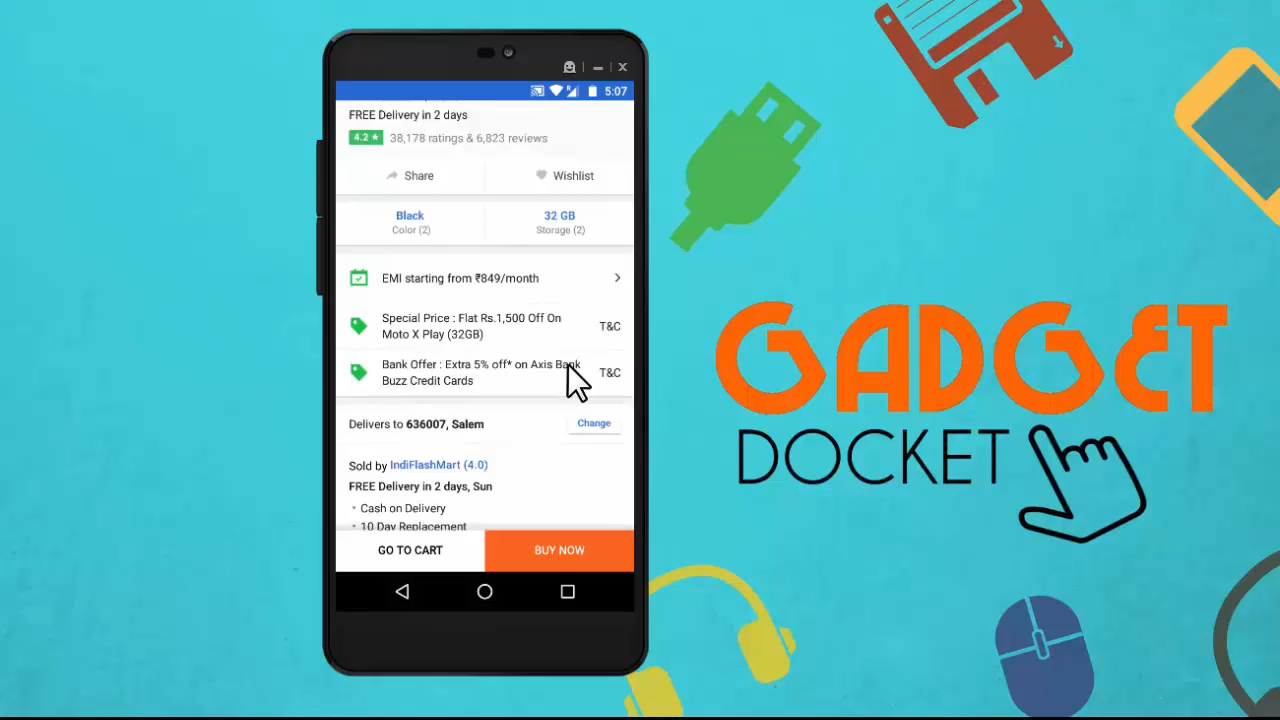 5:07
FREE Delivery in 2 days
4.2 ★ 38,178 ratings & 6,823 reviews
Share Wishlist
Black 32 GB
Color (2) Storage (2)
EMI starting from ₹849/month
Special Price : Flat Rs.1,500 Off On
Moto X Play (32GB)
T&C
Bank Offer : Extra 5% off* on Axis Bank
Buzz Credit Cards
T&C
Delivers to 636007, Salem Change
Sold by IndiFlashMart (4.0)
FREE Delivery in 2 days, Sun
• Cash on Delivery
• 10 Day Replacement
GO TO CART BUY NOW
GADGET
DOCKET